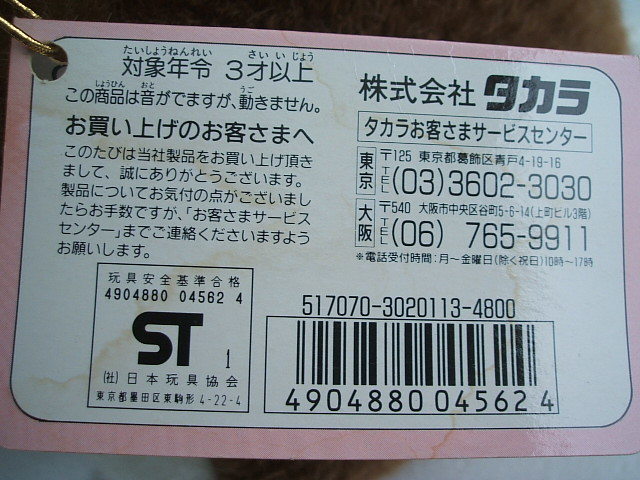 たいしょうねんれい さいいじょう
対象年令 3才以上
しょうひん おと うご
この商品は音がでますが、動きません。
お買い上げのお客さまへ
このたびは当社製品をお買い上げ頂き
まして、誠にありがとうございます。
製品についてお気付の点がございまし
たらお手数ですが、「お客さまサービス
センター」までご連絡くださいますよう
お願いします。
玩具安全基準合格
4904880 04562 4
ST 1
(社)日本玩具協会
東京都墨田区東駒形4-22-4
株式会社 タカラ
タカラお客さまサービスセンター
東京
〒125 東京都葛飾区青戸4-19-16
TEL (03)3602-3030
大阪
〒540 大阪市中央区谷町5-6-14(上町ビル3階)
TEL (06) 765-9911
*電話受付時間:月〜金曜日(除く祝日)10時〜17時
517070-3020113-4800
4904880 04562 4